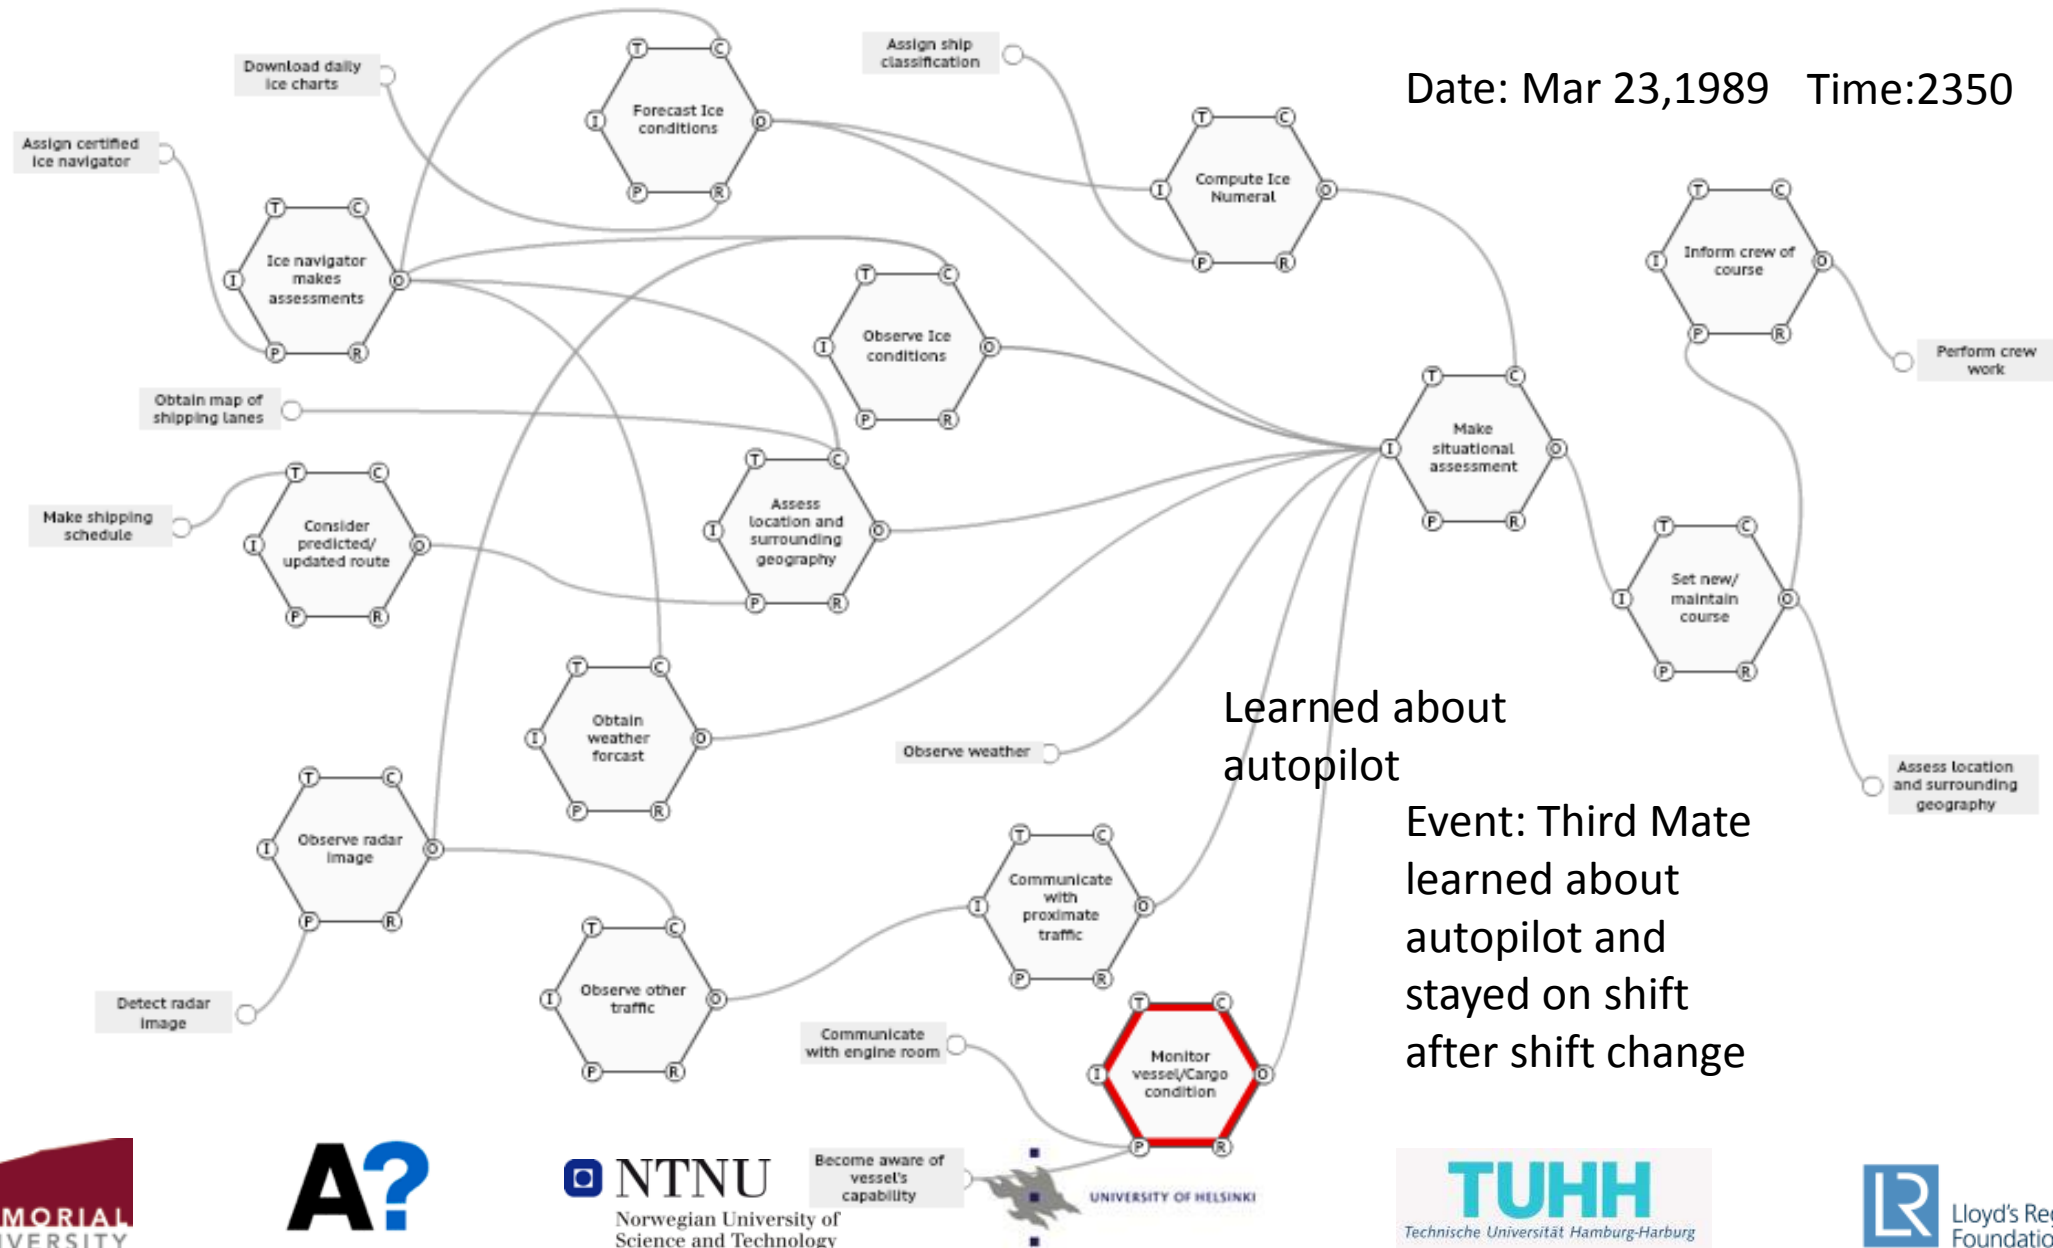 Date: Mar 23,1989 Time:2350
Assign ship
classification
Download daily
ice charts
Assign certified
ice navigator
T C
Forecast Ice
conditions
I O
P R
T C
Compute Ice
Numeral
I O
P R
T C
Inform crew of
course
I O
P R
T C
Ice navigator
makes
assessments
I O
P R
T C
Observe Ice
conditions
I O
P R
Perform crew
work
Obtain map of
shipping lanes
T C
Make
situational
assessment
I O
P R
Make shipping
schedule
T C
Consider
predicted/
updated route
I O
P R
T C
Assess
location and
surrounding
geography
I O
P R
T C
Set new/
maintain
course
I O
P R
T C
Obtain
weather
forcast
I O
P R
Observe weather
Learned about
autopilot
Assess location
and surrounding
geography
T C
Observe radar
image
I O
P R
Event: Third Mate
learned about
autopilot and
stayed on shift
after shift change
T C
Communicate
with
proximate
traffic
I O
P R
Detect radar
image
T C
Observe other
traffic
I O
P R
Communicate
with engine room
T C
Monitor
vessel/Cargo
condition
I O
P R
Become aware of
vessel's
capability
MORIAL
VERSITY
A?
NTNU
Norwegian University of
Science and Technology
UNIVERSITY OF HELSINKI
TUHH
Technische Universität Hamburg-Harburg
LR
Lloyd's Reg
Foundatio